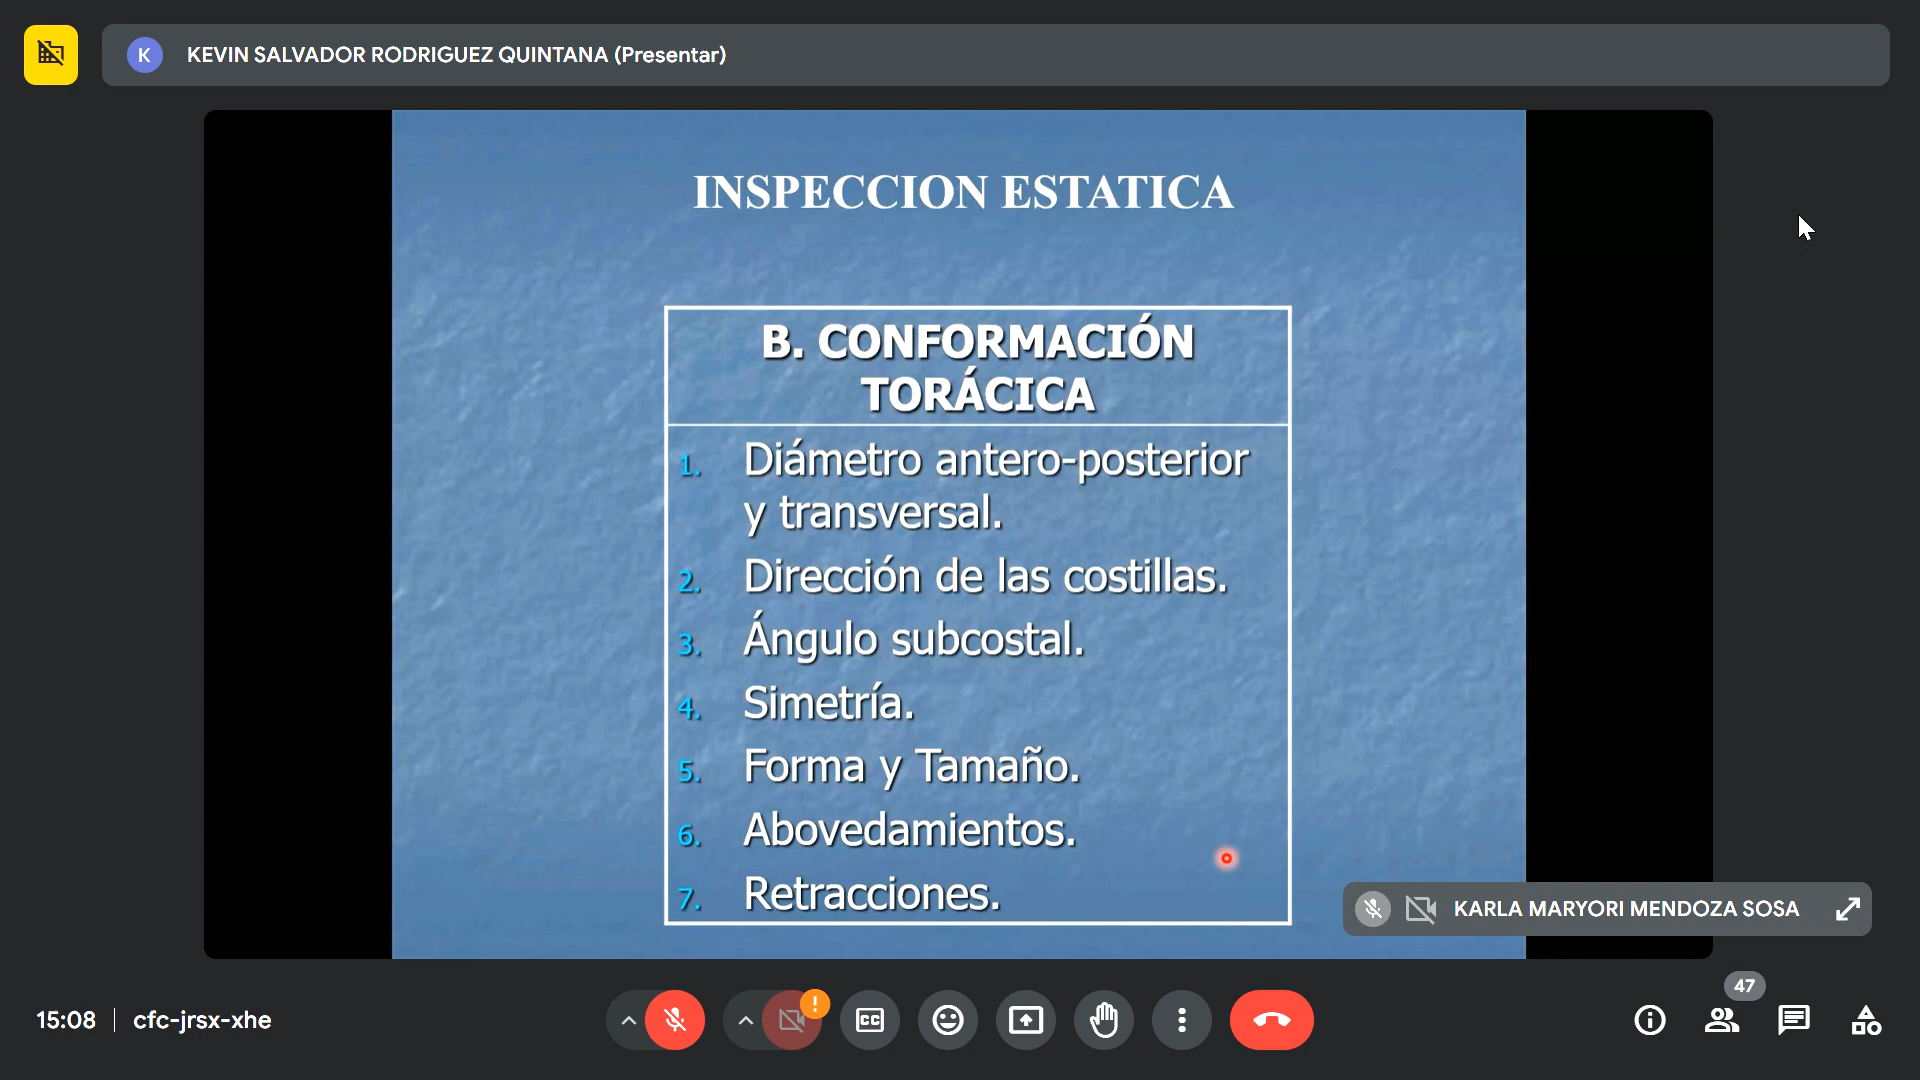 K KEVIN SALVADOR RODRIGUEZ QUINTANA (Presentar)
INSPECCION ESTATICA
B. CONFORMACIÓN
TORÁCICA
1. Diámetro antero-posterior
y transversal.
2. Dirección de las costillas.
3. Ángulo subcostal.
4. Simetría.
5. Forma y Tamaño.
6. Abovedamientos.
7. Retracciones.
KARLA MARYORI MENDOZA SOSA
47
15:08 cfc-jrsx-xhe
! CC